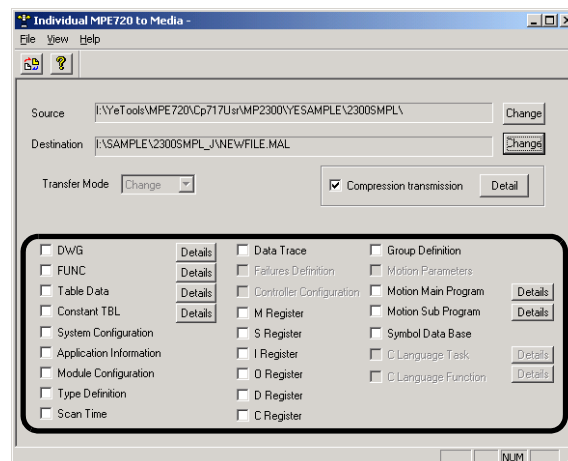 Individual MPE720 to Media -
File View Help
Source I:\YeTools\MPE720\Cp717Usr\MP2300\YESAMPLE\2300SMPL\ Change
Destination I:\SAMPLE\2300SMPL_J\NEWFILE.MAL Change
Transfer Mode Change Compression transmission Detail
DWG Details Data Trace Group Definition
FUNC Details Failures Definition Motion Parameters
Table Data Details Controller Configuration Motion Main Program Details
Constant TBL Details M Register Motion Sub Program Details
System Configuration S Register Symbol Data Base
Application Information I Register C Language Task Details
Module Configuration O Register C Language Function Details
Type Definition D Register
Scan Time C Register
NUM